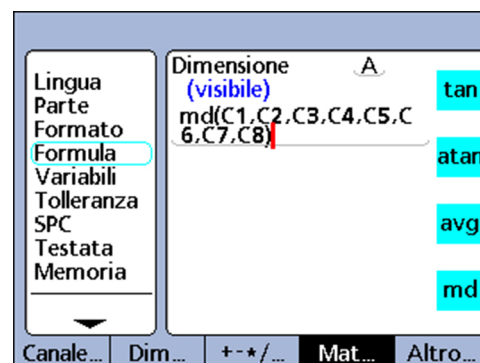 Lingua
Parte
Formato
Formula
Variabili
Tolleranza
SPC
Testata
Memoria
Dimensione A
(visibile)
md(C1,C2,C3,C4,C5,C
6,C7,C8)
tan
atan
avg
md
Canale... Dim... +-*/... Mat... Altro...